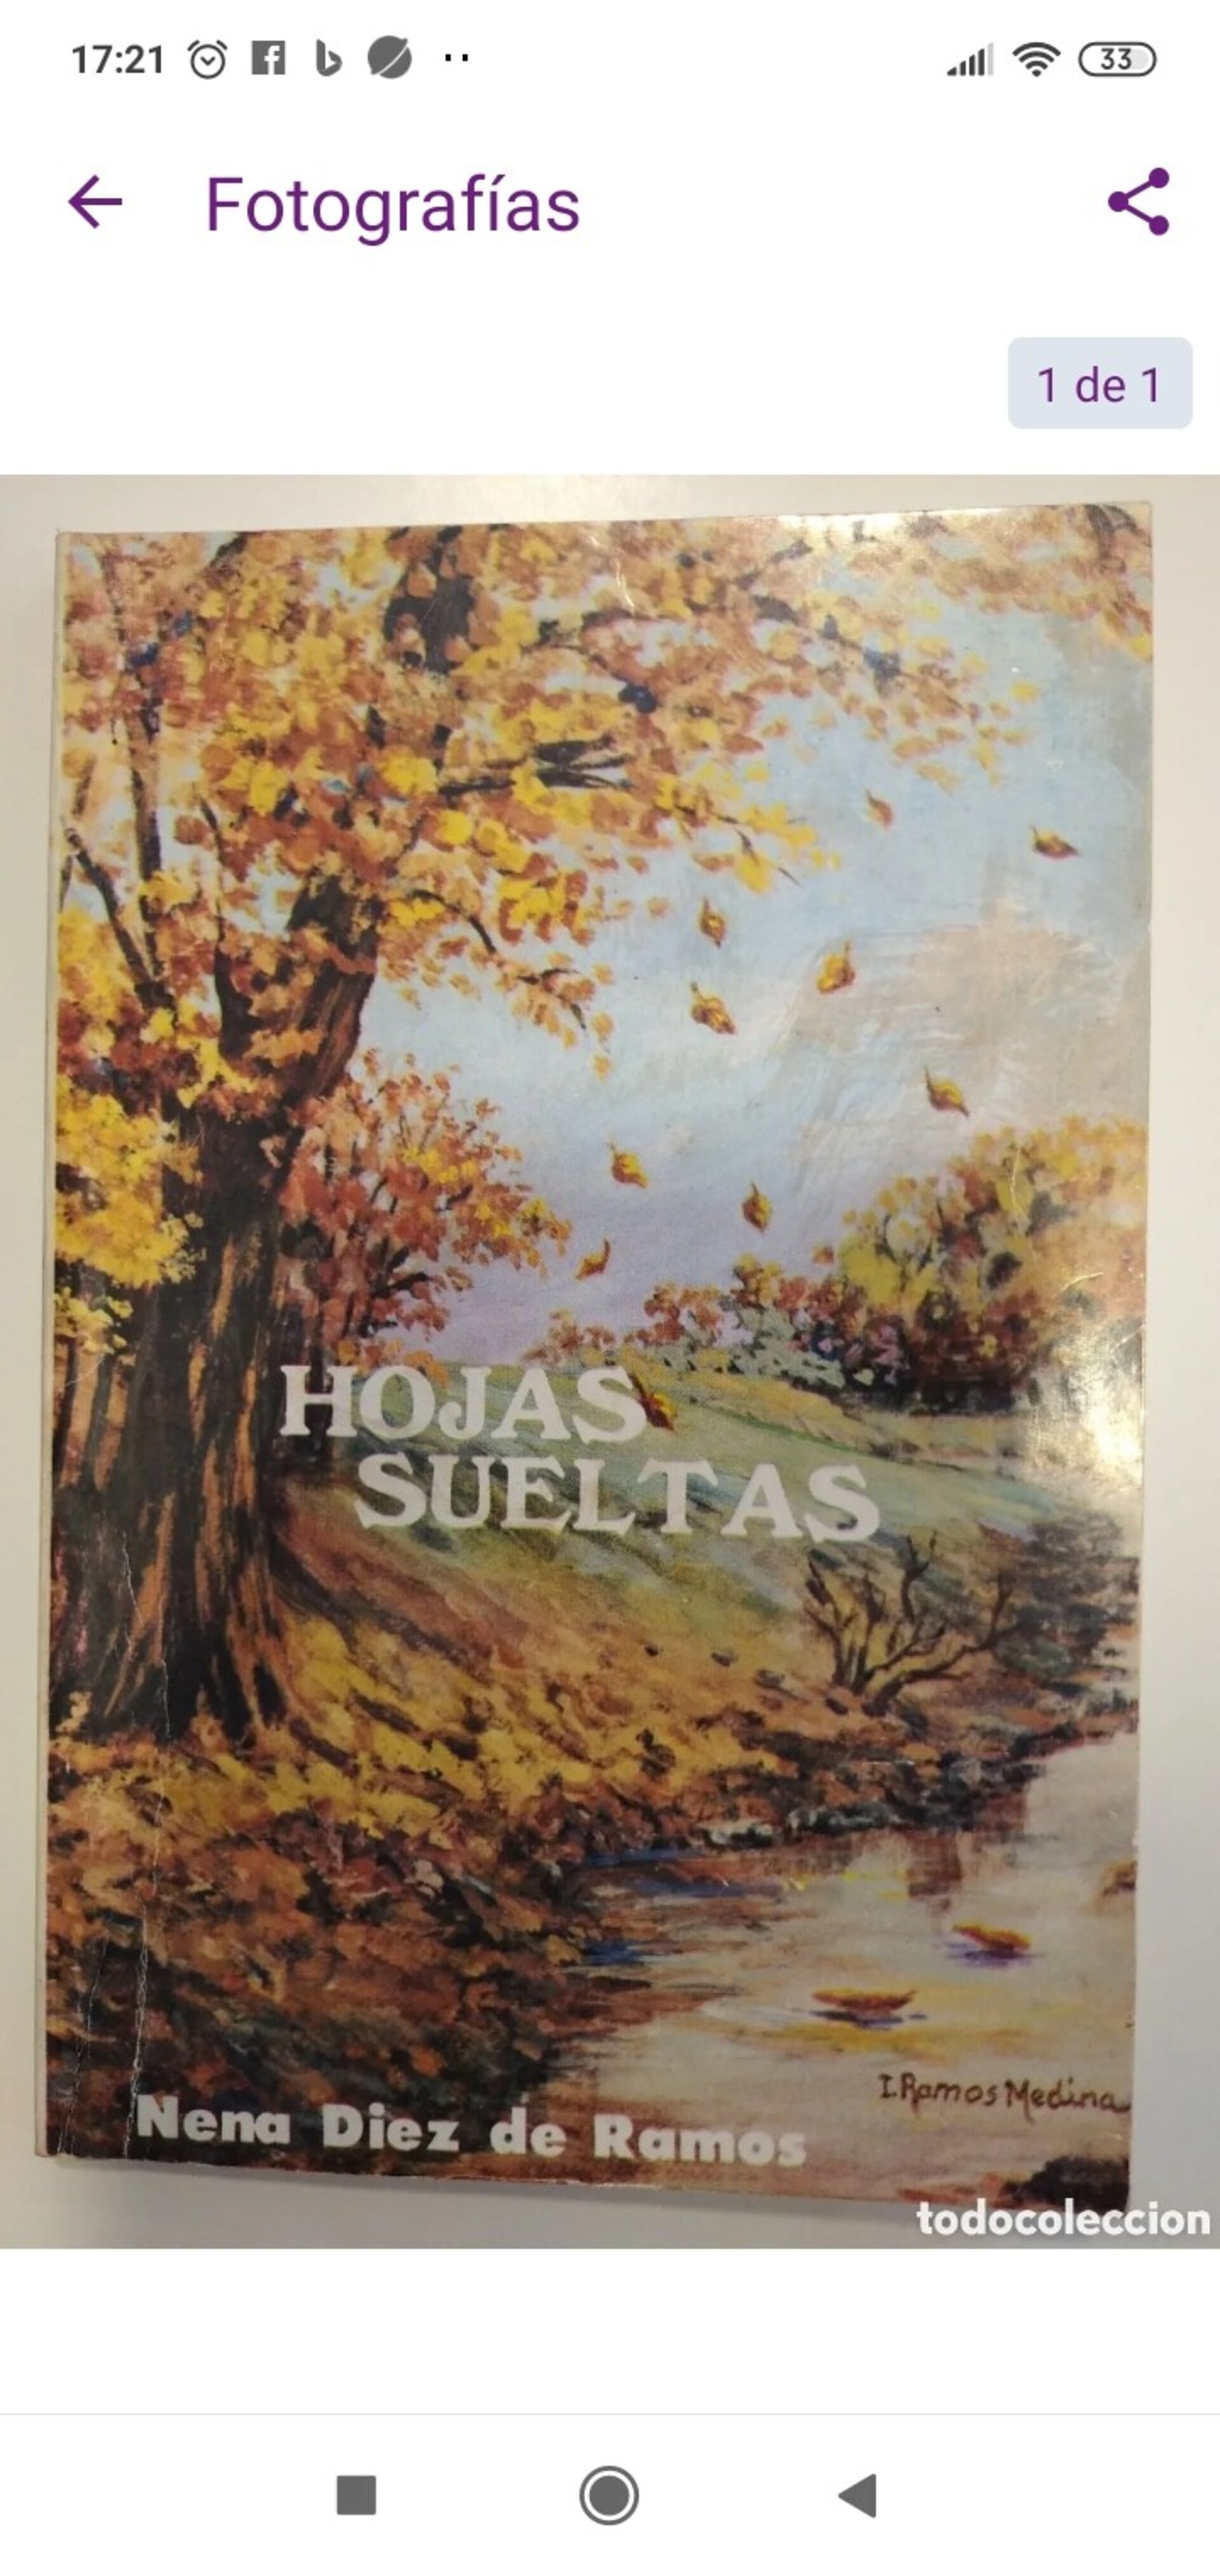 17:21
33
Fotografías
1 de 1
HOJAS
SUELTAS
I. Ramos Medina
Nena Diez de Ramos
todocoleccion